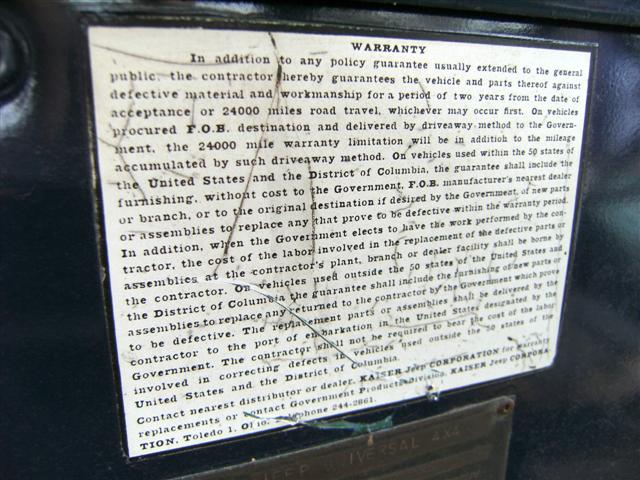 WARRANTY
In addition to any policy guarantee usually extended to the general
public, the contractor hereby guarantees the vehicle and parts thereof against
defective material and workmanship for a period of two years from the date of
acceptance or 24000 miles road travel, whichever may occur first. On vehicles
procured F.O.B. destination and delivered by driveaway method to the Govern-
ment, the 24000 mile warranty limitation will be in addition to the mileage
accumulated by such driveaway method. On vehicles used within the 50 states of
the United States and the District of Columbia, the guarantee shall include the
furnishing, without cost to the Government, F.O.B. manufacturer's nearest dealer
or branch, or to the original destination if desired by the Government, of new parts
or assemblies to replace any that prove to be defective within the warranty period.
In addition, when the Government elects to have the work performed by the con-
tractor, the cost of the labor involved in the replacement of the defective parts or
assemblies at the contractor's plant, branch or dealer facility shall be borne by
the contractor. On vehicles used outside the 50 states of the United States and
the District of Columbia the guarantee shall include the furnishing of new parts or
assemblies to replace any returned to the contractor by the Government which prove
to be defective. The replacement parts or assemblies shall be delivered by the
contractor to the port of embarkation in the United States designated by the
Government. The contractor shall not be required to bear the cost of the labor
involved in correcting defects vehicles used outside the 50 states of the
United States and the District of Columbia.
Contact nearest distributor or dealer, KAISER Jeep CORPORATION for warranty
replacements or contact Government Products Division, KAISER Jeep CORPORA
TION, Toledo 1, Ohio. Telephone 244-2861.
JEEP UNIVERSAL 4X4